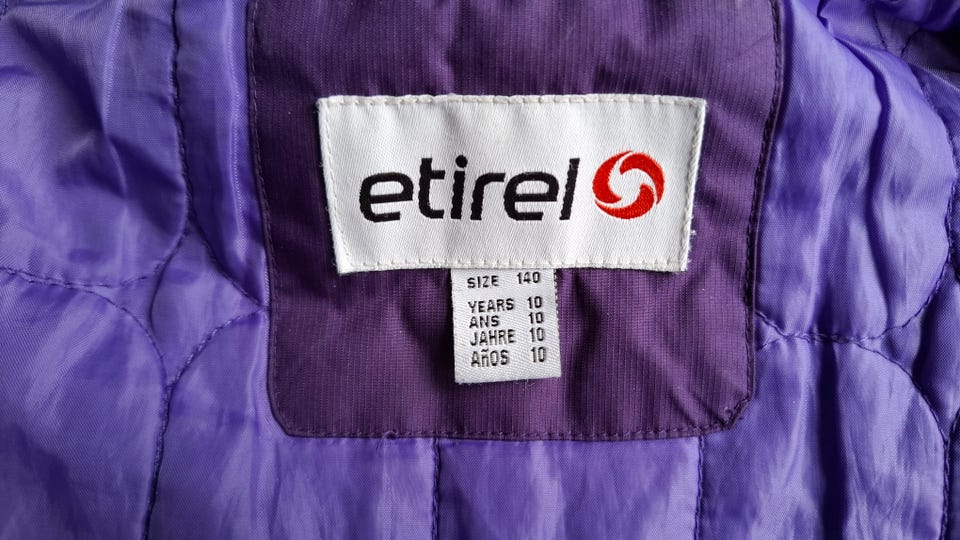 etirel
SIZE 140
YEARS 10
ANS 10
JAHRE 10
AÑOS 10